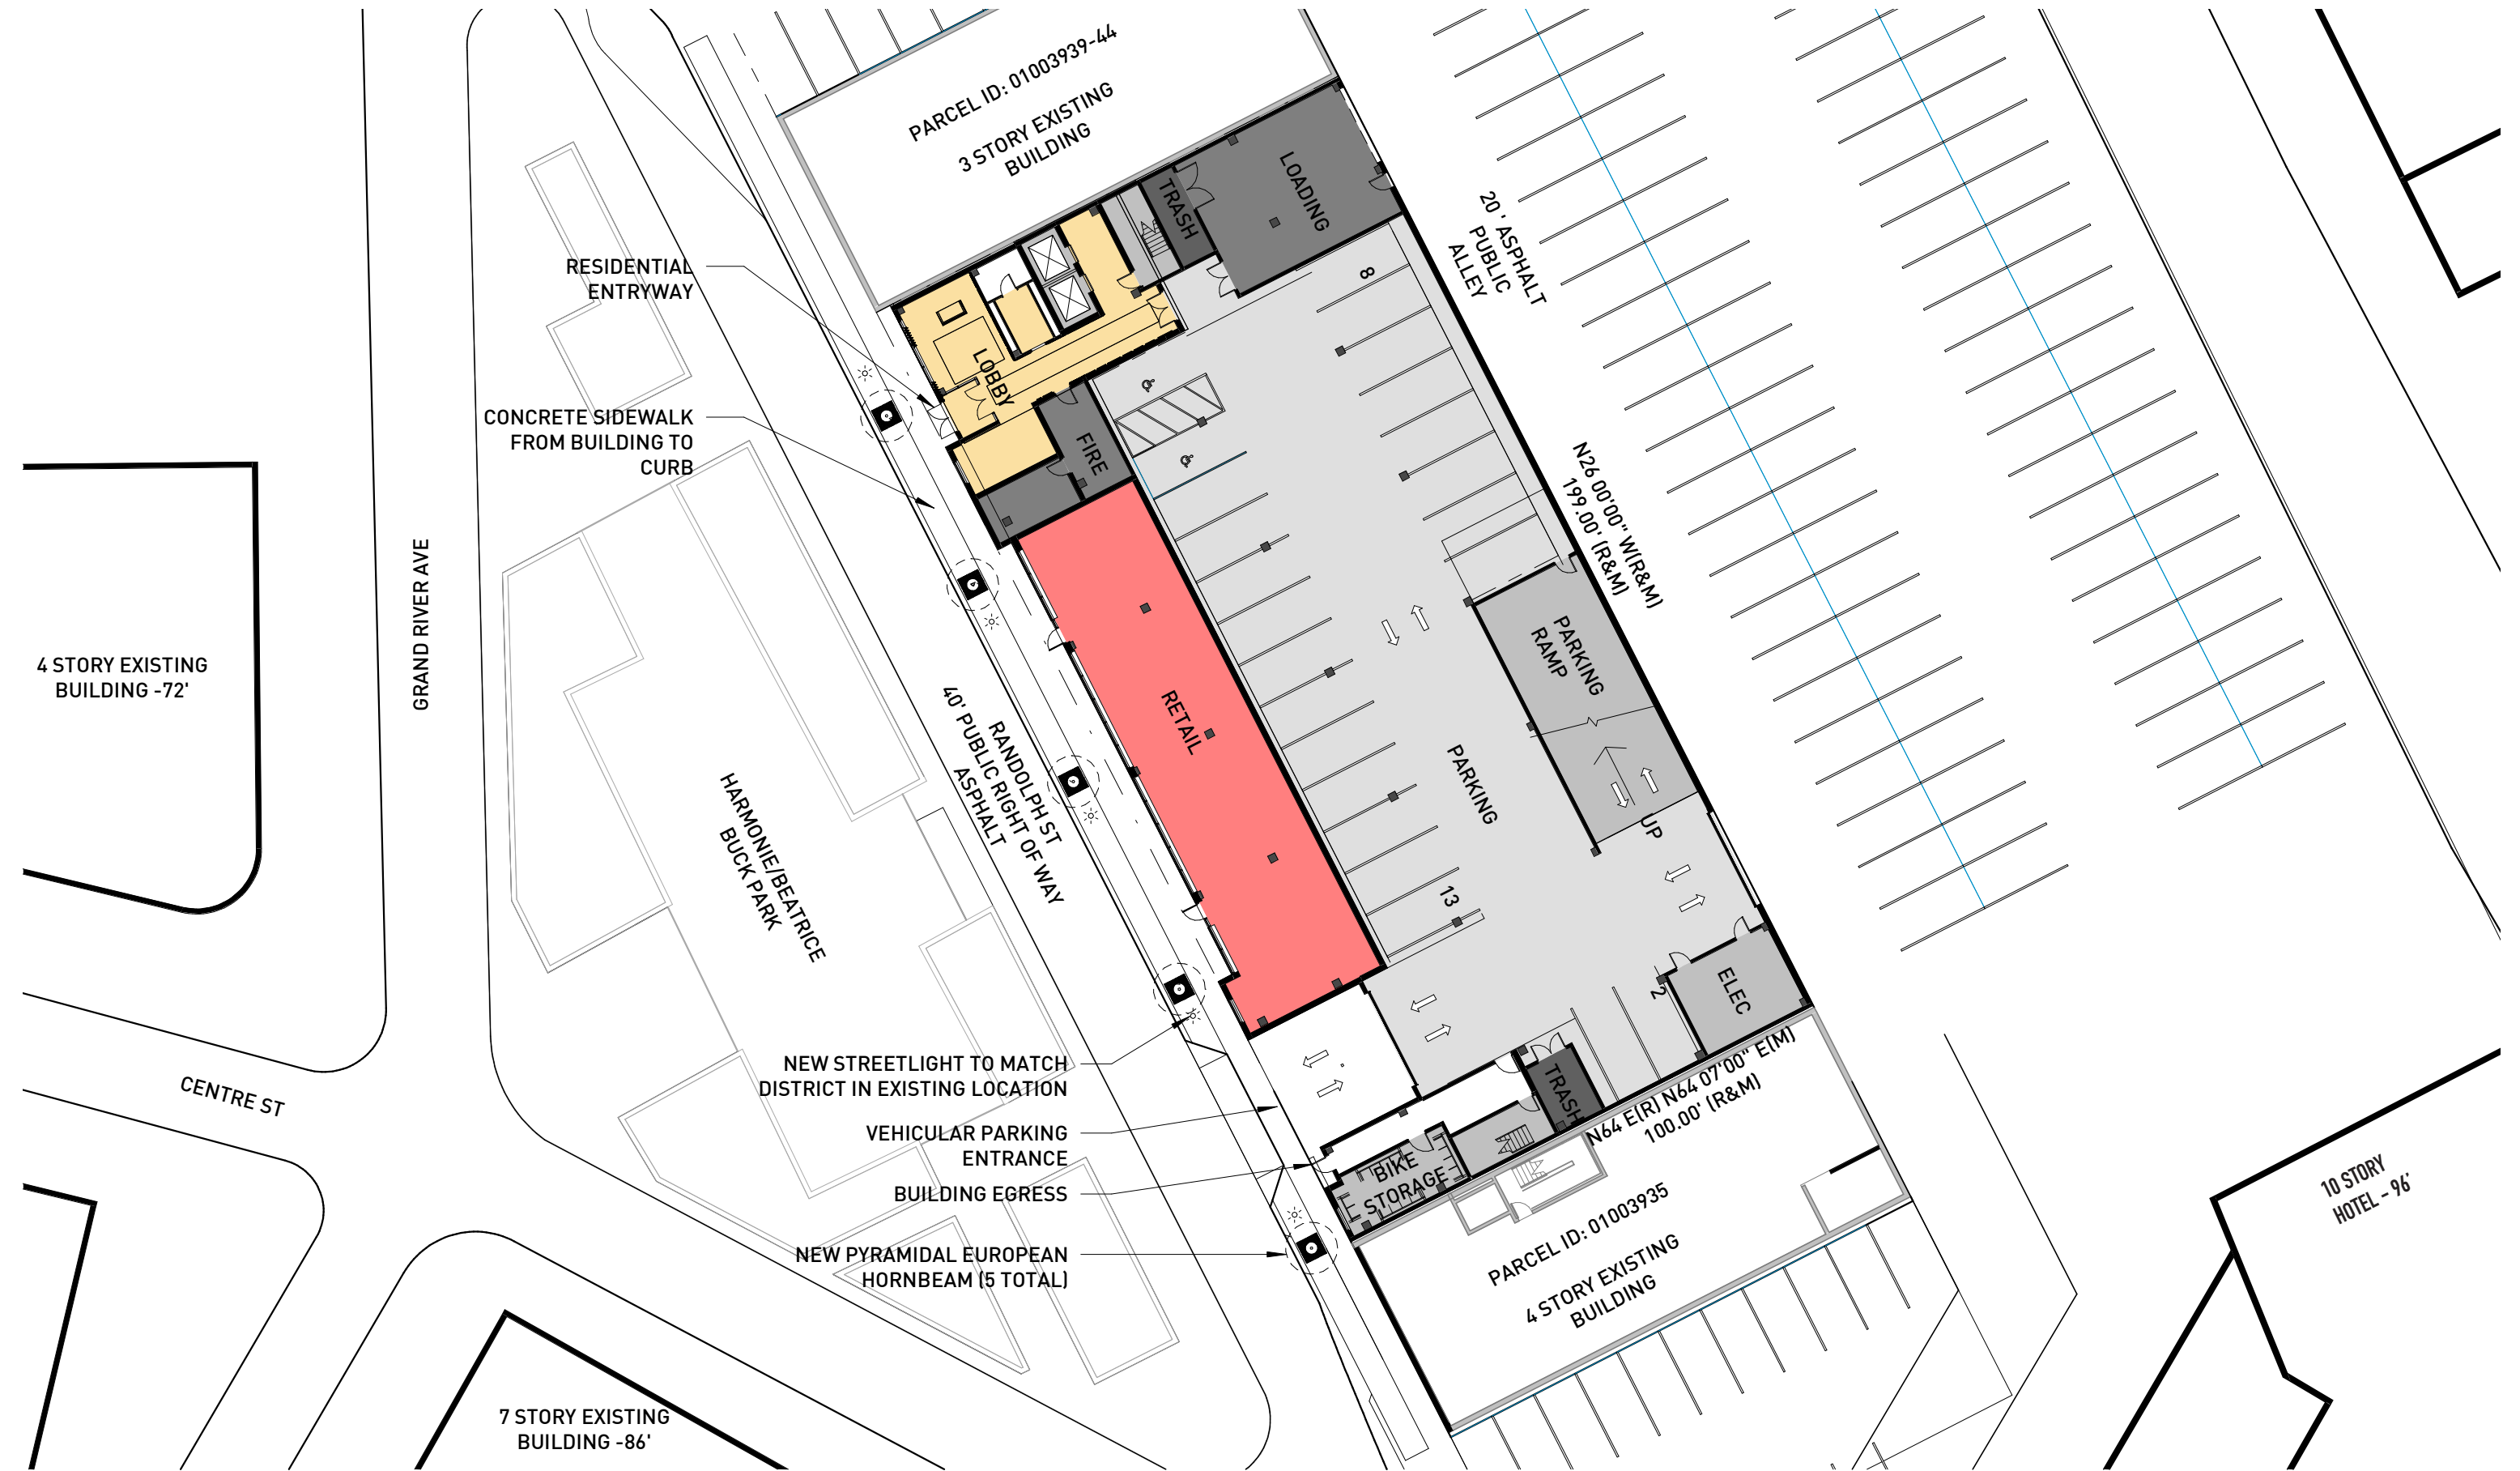 PARCEL ID: 01003939-44
3 STORY EXISTING
BUILDING
TRASH
LOADING
20 ' ASPHALT
PUBLIC
ALLEY
8
RESIDENTIAL
ENTRYWAY
LOBBY
CONCRETE SIDEWALK
FROM BUILDING TO
CURB
FIRE
N26 00'00" W(R&M)
199.00' (R&M)
GRAND RIVER AVE
4 STORY EXISTING
BUILDING -72'
PARKING
RAMP
RETAIL
RANDOLPH ST
40' PUBLIC RIGHT OF WAY
ASPHALT
PARKING
UP
HARMONIE/BEATRICE
BUCK PARK
13
2
ELEC
NEW STREETLIGHT TO MATCH
DISTRICT IN EXISTING LOCATION
CENTRE ST
TRASH
N64 E(R) N64 07'00" E(M)
100.00' (R&M)
VEHICULAR PARKING
ENTRANCE
BIKE
STORAGE
BUILDING EGRESS
10 STORY
HOTEL - 96'
PARCEL ID: 01003935
4 STORY EXISTING
BUILDING
NEW PYRAMIDAL EUROPEAN
HORNBEAM (5 TOTAL)
7 STORY EXISTING
BUILDING -86'